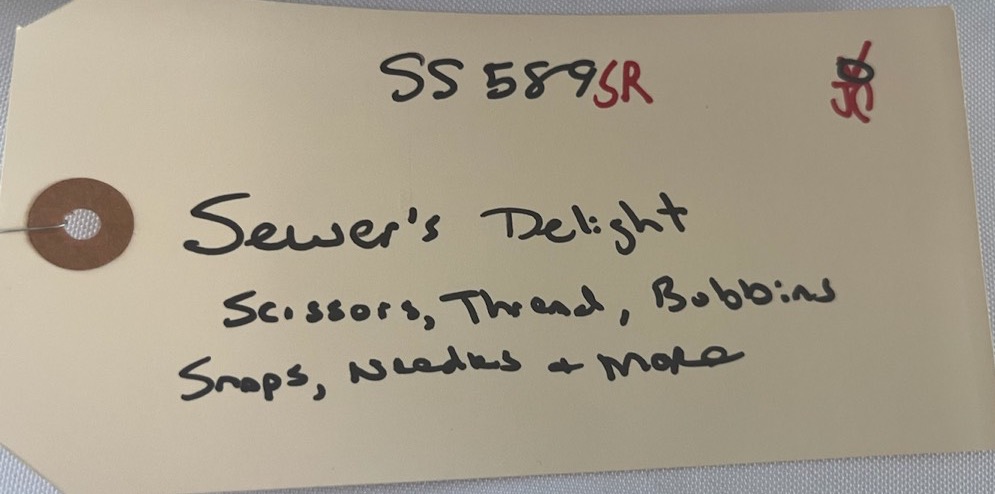 SS 589SR
Sewer's Delight
Scissors, Thread, Bobbins
Snaps, Needles + More